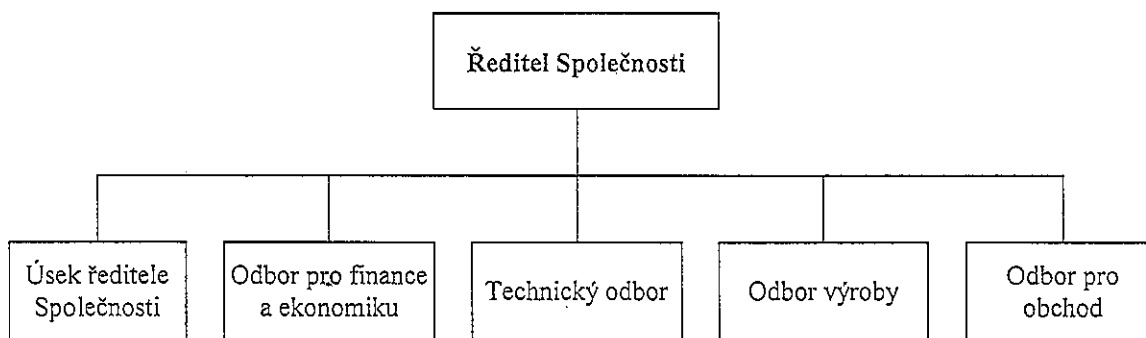 Ředitel Společnosti
Úsek ředitele
Společnosti
Odbor pro finance
a ekonomiku
Technický odbor
Odbor výroby
Odbor pro
obchod